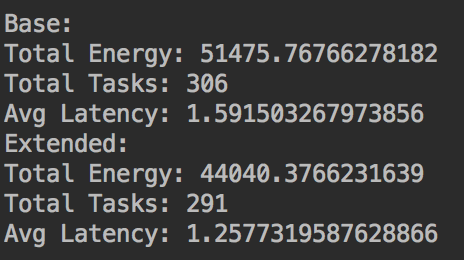 Base:
Total Energy: 51475.76766278182
Total Tasks: 306
Avg Latency: 1.591503267973856
Extended:
Total Energy: 44040.3766231639
Total Tasks: 291
Avg Latency: 1.2577319587628866